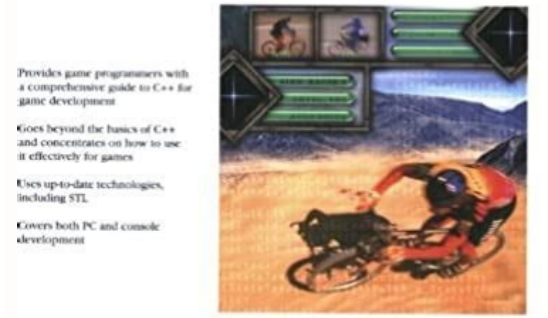 Provides game programmers with
a comprehensive guide to C++ for
game development
Goes beyond the basics of C++
and concentrates on how to use
it effectively for games
Uses up-to-date technologies,
including STL
Covers both PC and console
development